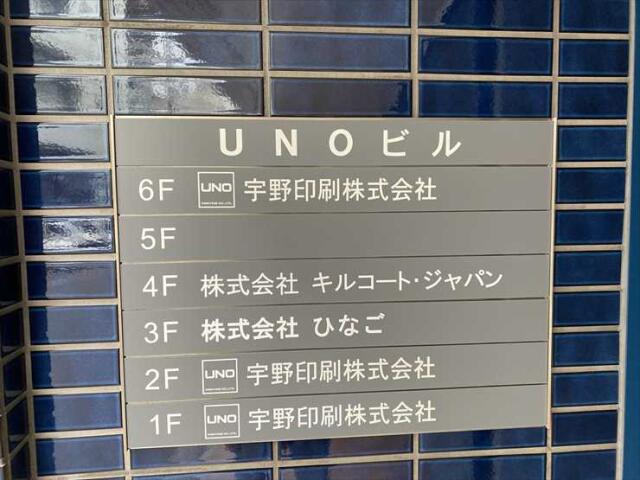 UNOビル
6F UNO 宇野印刷株式会社
5F
4F 株式会社 キルコート・ジャパン
3F 株式会社 ひなご
2F UNO 宇野印刷株式会社
1F UNO 宇野印刷株式会社